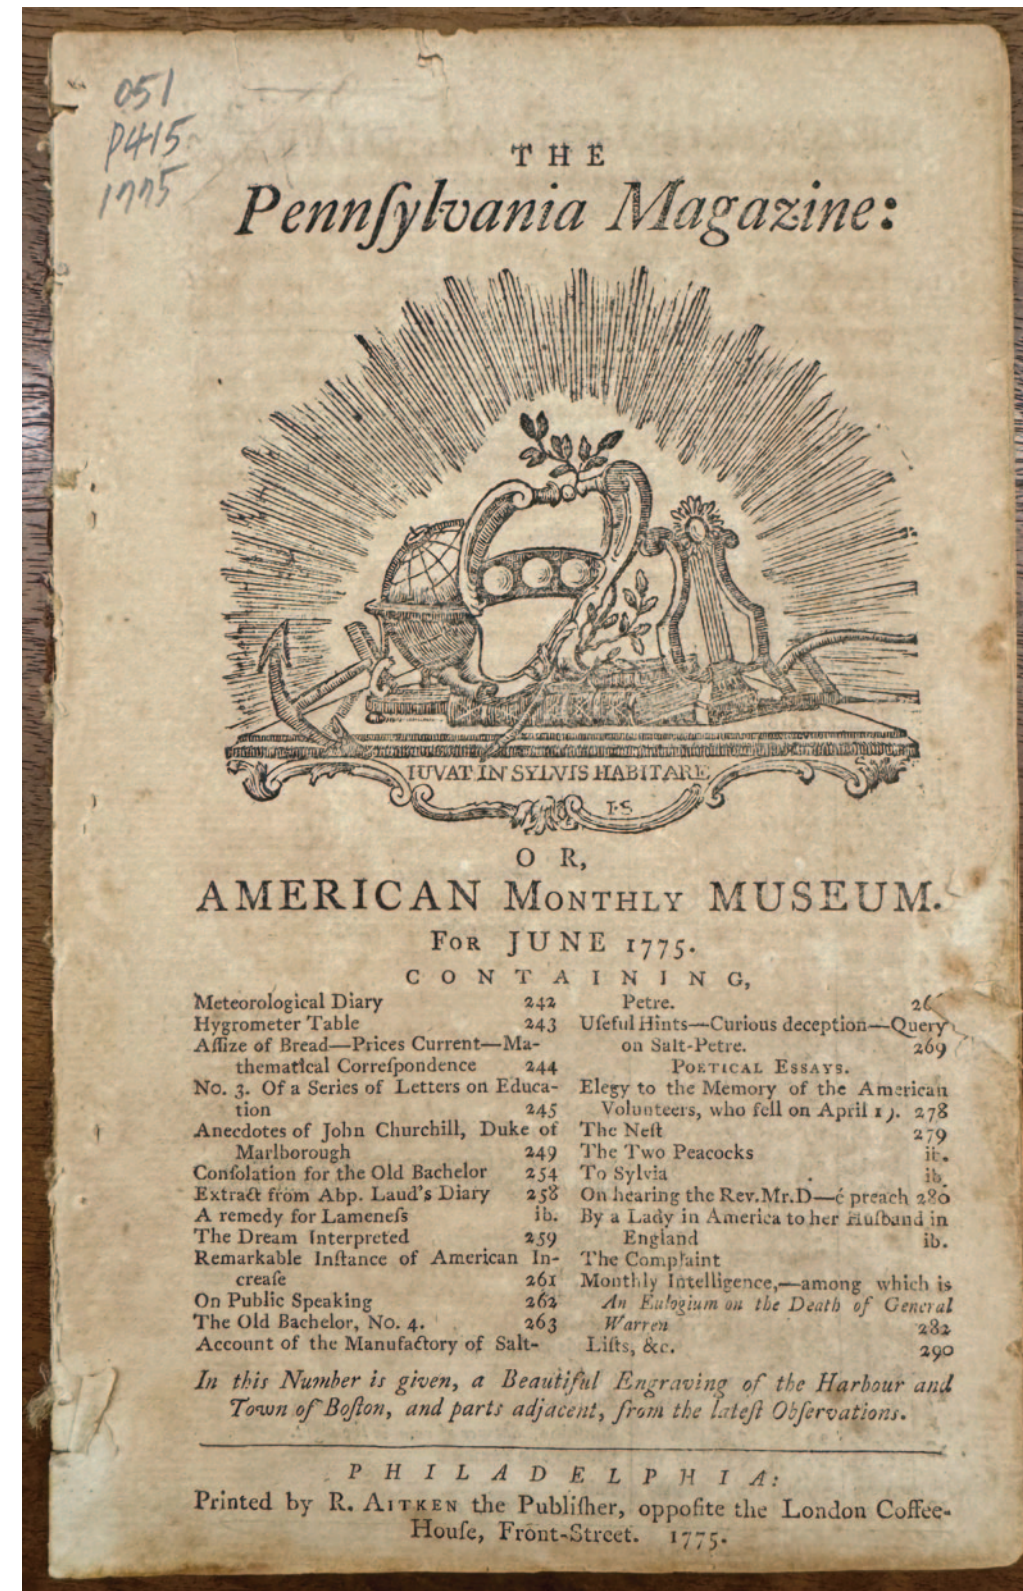 051
P415
1775
THE
Pennſylvania Magazine:
IUVAT IN SYLVIS HABITARE
I·S
OR,
AMERICAN MONTHLY MUSEUM.
FOR JUNE 1775.
CONTAINING,
Meteorological Diary 242
Hygrometer Table 243
Aſſize of Bread—Prices Current—Ma-
thematical Correſpondence 244
No. 3. Of a Series of Letters on Educa-
tion 245
Anecdotes of John Churchill, Duke of
Marlborough 249
Conſolation for the Old Bachelor 254
Extract from Abp. Laud's Diary 258
A remedy for Lameneſs ib.
The Dream Interpreted 259
Remarkable Inſtance of American In-
creaſe 261
On Public Speaking 262
The Old Bachelor, No. 4. 263
Account of the Manufactory of Salt-
Petre.
Uſeful Hints—Curious deception—Query
on Salt-Petre. 269
POETICAL ESSAYS.
Elegy to the Memory of the American
Volunteers, who fell on April 278
The Neſt 279
The Two Peacocks ib.
To Sylvia ib.
On hearing the Rev. Mr. D—é preach 280
By a Lady in America to her Huſband in
England ib.
The Complaint
Monthly Intelligence,—among which is
An Eulogium on the Death of General
Warren 282
Liſts, &c. 290
In this Number is given, a Beautiful Engraving of the Harbour and
Town of Boſton, and parts adjacent, from the lateſt Obſervations.
PHILADELPHIA:
Printed by R. AITKEN the Publiſher, oppoſite the London Coffee-
Houſe, Front-Street. 1775.